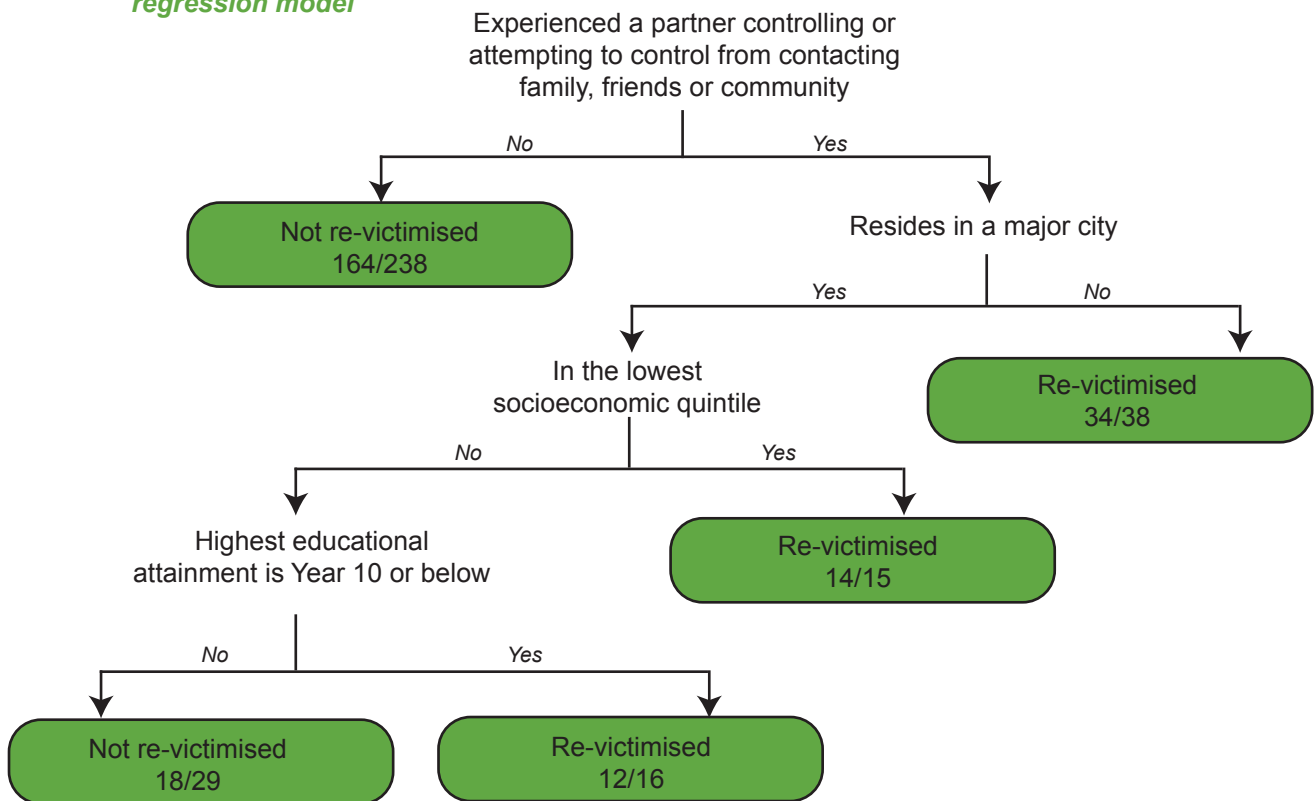 regression model
Experienced a partner controlling or
attempting to control from contacting
family, friends or community
No
Yes
Not re-victimised
164/238
Resides in a major city
Yes
No
In the lowest
socioeconomic quintile
Re-victimised
34/38
No
Yes
Highest educational
attainment is Year 10 or below
Re-victimised
14/15
No
Yes
Not re-victimised
18/29
Re-victimised
12/16